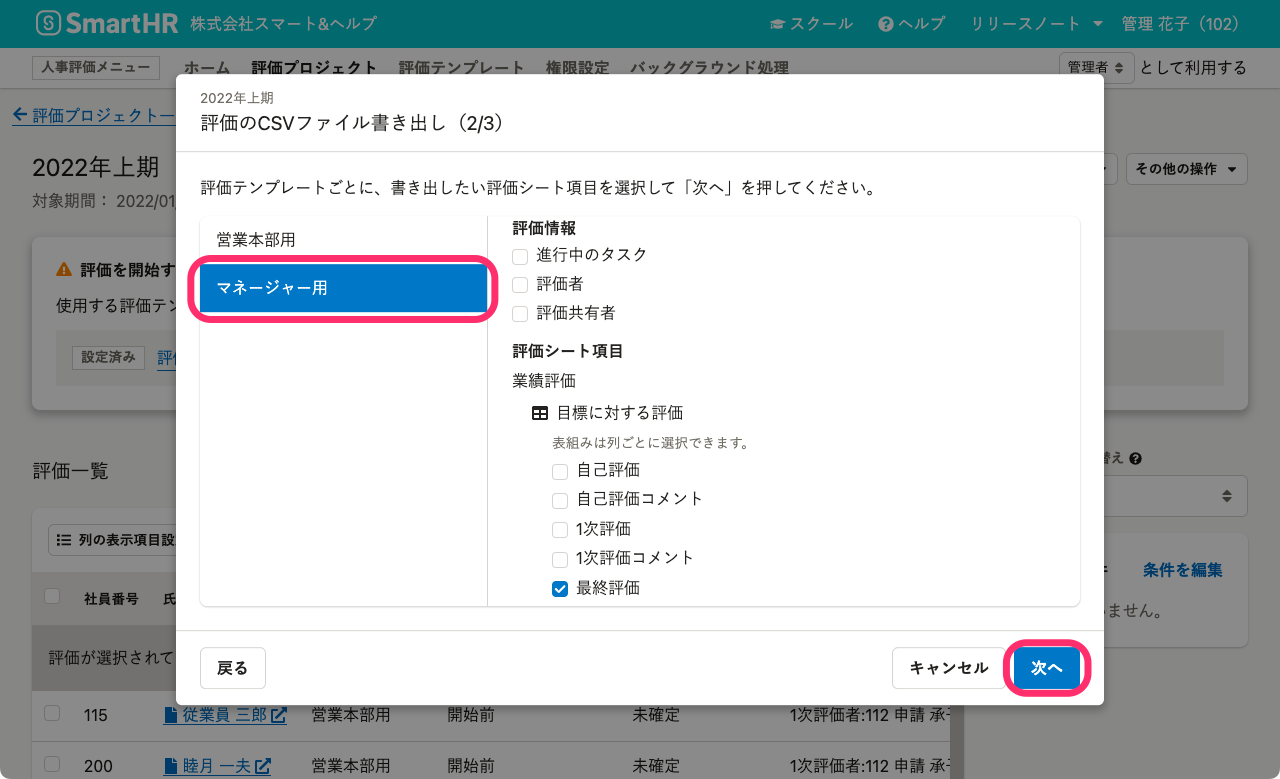 SmartHR 株式会社スマート&ヘルプ スクール ヘルプ リリースノート 管理 花子（102）
人事評価メニュー ホーム 評価プロジェクト 評価テンプレート 権限設定 バックグラウンド処理 管理者 として利用する
評価プロジェクト一
2022年上期
対象期間： 2022/01
その他の操作
評価を開始す
使用する評価テン
設定済み
評価一覧
替え
列の表示項目設
条件を編集
社員番号 氏
いません。
評価が選択されて
2022年上期
評価のCSVファイル書き出し（2/3）
評価テンプレートごとに、書き出したい評価シート項目を選択して「次へ」を押してください。
営業本部用
マネージャー用
評価情報
進行中のタスク
評価者
評価共有者
評価シート項目
業績評価
目標に対する評価
表組みは列ごとに選択できます。
自己評価
自己評価コメント
1次評価
1次評価コメント
最終評価
戻る キャンセル 次へ
115 従業員 三郎 営業本部用 開始前 未確定 1次評価者:112 申請 承
200 睦月 一夫 営業本部用 開始前 未確定 1次評価者:112 申請 承